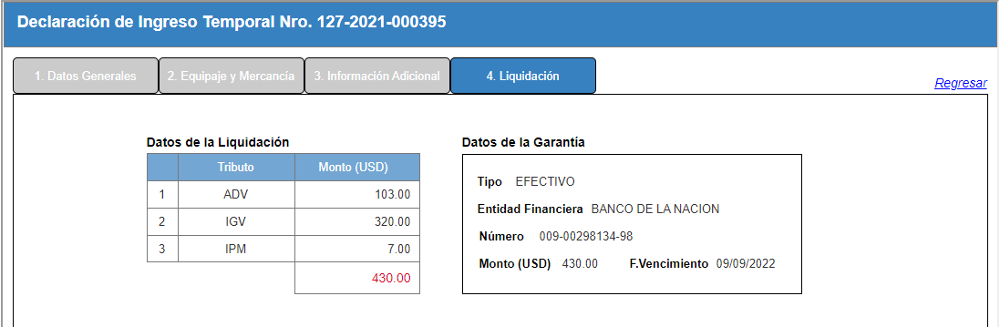 Declaración de Ingreso Temporal Nro. 127-2021-000395
1. Datos Generales 2. Equipaje y Mercancía 3. Información Adicional 4. Liquidación
Regresar
Datos de la Liquidación
Tributo Monto (USD)
1 ADV 103.00
2 IGV 320.00
3 IPM 7.00
430.00
Datos de la Garantía
Tipo EFECTIVO
Entidad Financiera BANCO DE LA NACION
Número 009-00298134-98
Monto (USD) 430.00 F.Vencimiento 09/09/2022